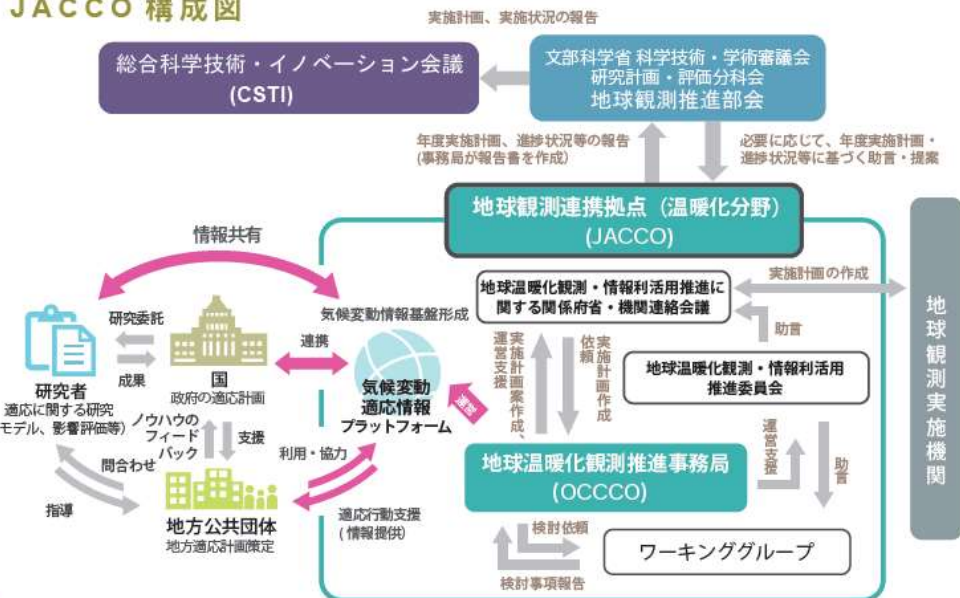 JACCO 構成図
実施計画、実施状況の報告
総合科学技術・イノベーション会議
(CSTI)
文部科学省 科学技術・学術審議会
研究計画・評価分科会
地球観測推進部会
年度実施計画、進捗状況等の報告
(事務局が報告書を作成)
必要に応じて、年度実施計画・
進捗状況等に基づく助言・提案
地球観測連携拠点（温暖化分野）
(JACCO)
情報共有
実施計画の作成
地球温暖化観測・情報利活用推進に
関する関係府省・機関連絡会議
地球観測実施機関
気候変動情報基盤形成
研究委託
成果
連携
助言
研究者
適応に関する研究
モデル、影響評価等)
国
政府の適応計画
気候変動
適応情報
プラットフォーム
実施計画案作成、
運営支援
実施計画作成
依頼
地球温暖化観測・情報利活用
推進委員会
ノウハウの
フィード
バック
支援
利用・協力
運営支援
助言
問合わせ
指導
地球温暖化観測推進事務局
(OCCCO)
地方公共団体
地方適応計画策定
適応行動支援
(情報提供)
検討依頼
ワーキンググループ
検討事項報告